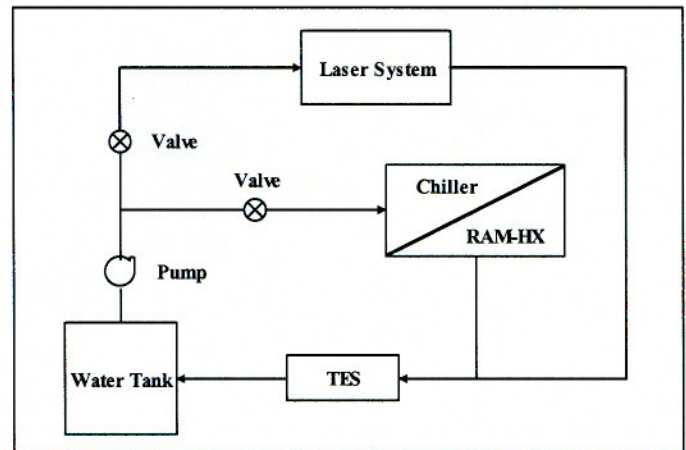 Laser System
Valve
Valve
Chiller
RAM-HX
Pump
Water Tank
TES